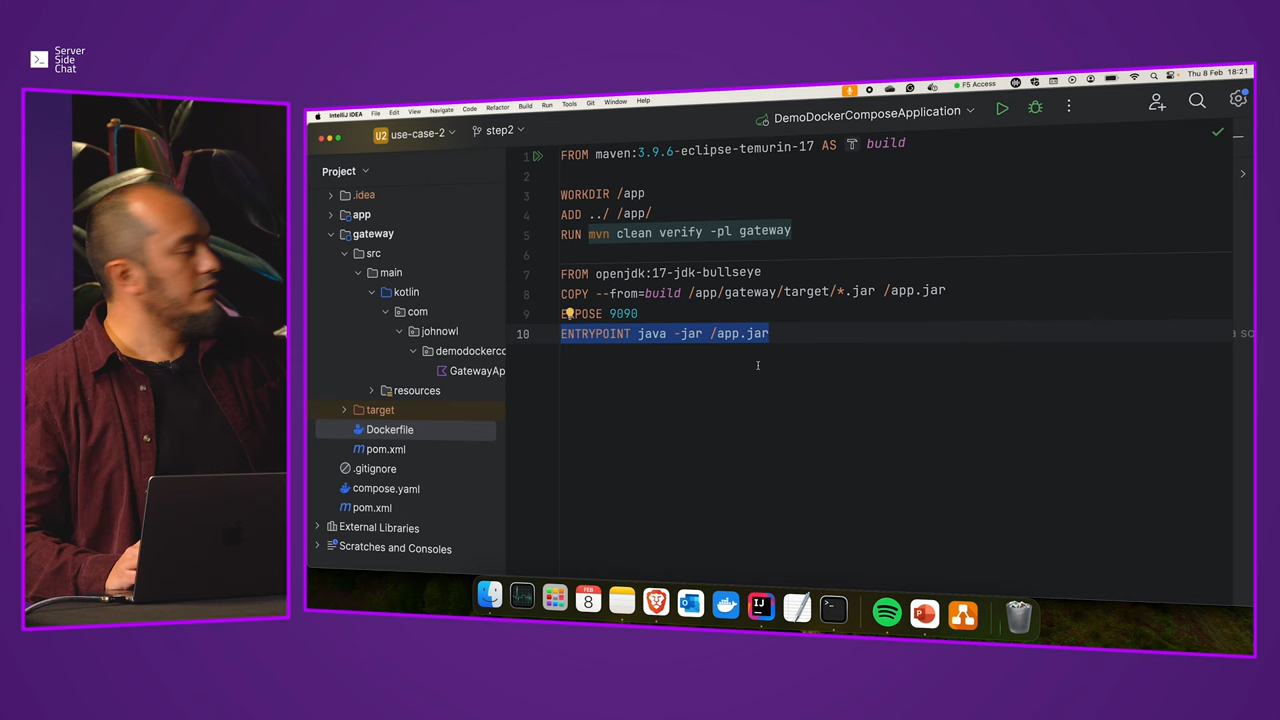 Server
Side
Chat
IntelliJ IDEA File Edit View Navigate Code Refactor Build Run Tools Git Window Help
F5 Access Thu 8 Feb 18:21
U2 use-case-2 step2 DemoDockerComposeApplication
Project
.idea
app
gateway
src
main
kotlin
com
johnowl
demodockerco
GatewayAp
resources
target
Dockerfile
pom.xml
.gitignore
compose.yaml
pom.xml
External Libraries
Scratches and Consoles
1 FROM maven:3.9.6-eclipse-temurin-17 AS build
2
3 WORKDIR /app
4 ADD ../ /app/
5 RUN mvn clean verify -pl gateway
6
7 FROM openjdk:17-jdk-bullseye
8 COPY --from=build /app/gateway/target/*.jar /app.jar
9 EXPOSE 9090
10 ENTRYPOINT java -jar /app.jar
FEB
8
IJ